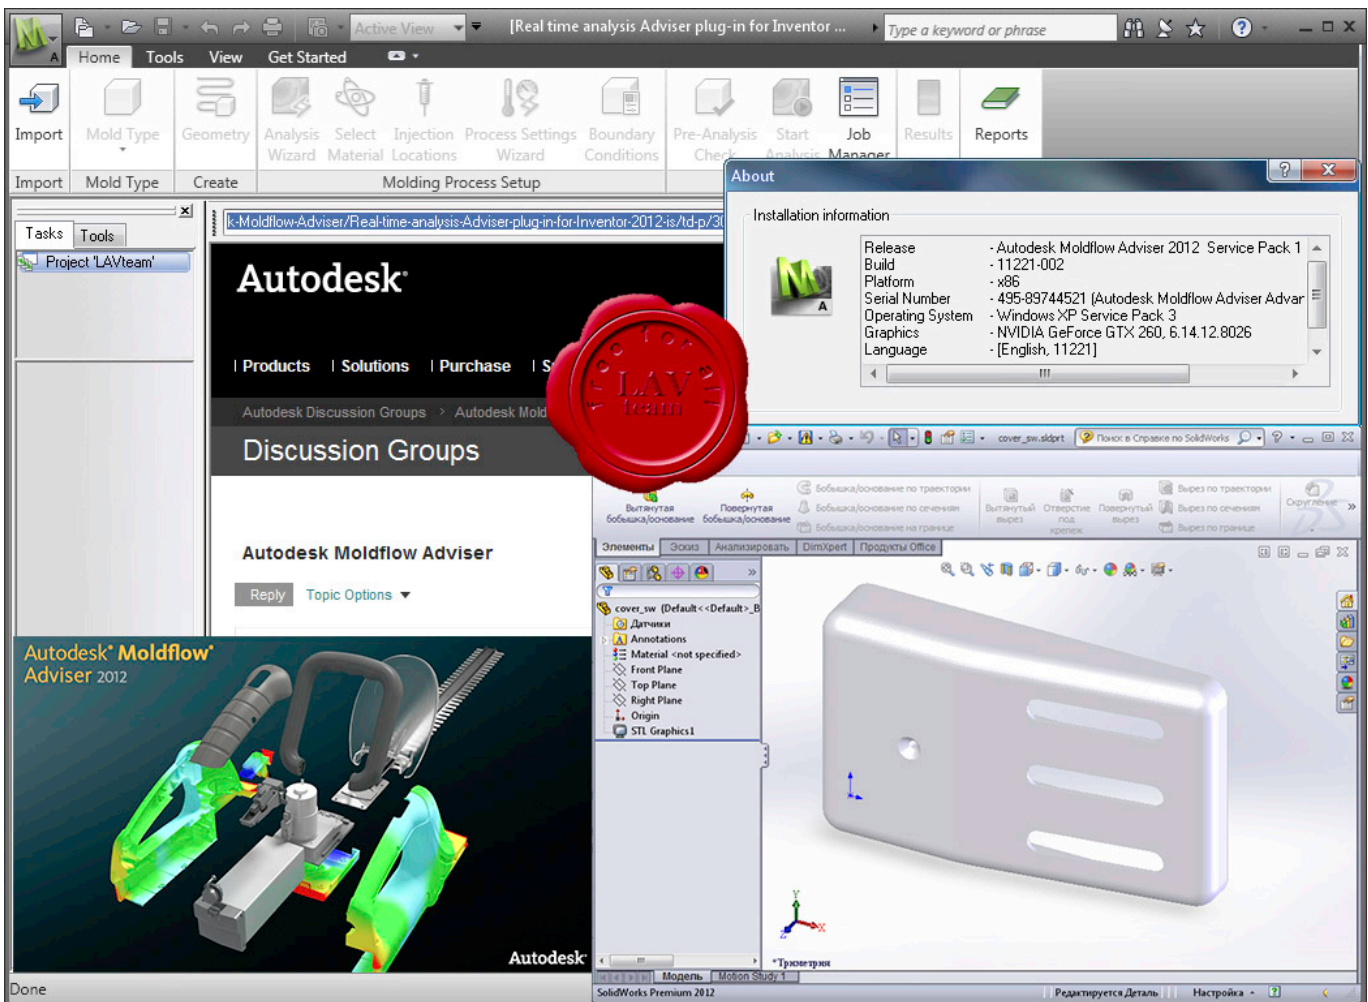 Active View
[Real time analysis Adviser plug-in for Inventor ...
Type a keyword or phrase
A
Home
Tools
View
Get Started
Import
Mold Type
Geometry
Analysis Wizard
Select Material
Injection Locations
Process Settings Wizard
Boundary Conditions
Pre-Analysis Check
Start Analysis
Job Manager
Results
Reports
Import
Mold Type
Create
Molding Process Setup
Tasks
Tools
Project 'LAVteam'
k-Moldflow-Adviser/Real-time-analysis-Adviser-plug-in-for-Inventor-2012-is/td-p/30
Autodesk
| Products | Solutions | Purchase | S
Autodesk Discussion Groups > Autodesk Mold
Discussion Groups
Autodesk Moldflow Adviser
Reply
Topic Options
free for all
LAV
team
About
Installation information
A
Release - Autodesk Moldflow Adviser 2012 Service Pack 1
Build - 11221-002
Platform - x86
Serial Number - 495-89744521 (Autodesk Moldflow Adviser Advar
Operating System - Windows XP Service Pack 3
Graphics - NVIDIA GeForce GTX 260, 6.14.12.8026
Language - [English, 11221]
cover_sw.sldprt
Поиск в Справке по SolidWorks
Вытянутая бобышка/основание
Повернутая бобышка/основание
Бобышка/основание по траектории
Бобышка/основание по сечениям
Бобышка/основание на границе
Вытянутый вырез
Отверстие под крепеж
Повернутый вырез
Вырез по траектории
Вырез по сечениям
Вырез по границе
Скругление
Элементы
Эскиз
Анализировать
DimXpert
Продукты Office
cover_sw (Default<<Default>_B
Датчики
Annotations
Material <not specified>
Front Plane
Top Plane
Right Plane
Origin
STL Graphics1
Y
X
Z
*Триметрия
Модель
Motion Study 1
SolidWorks Premium 2012
Редактируется Деталь
Настройка
Autodesk® Moldflow®
Adviser 2012
Autodesk
Done